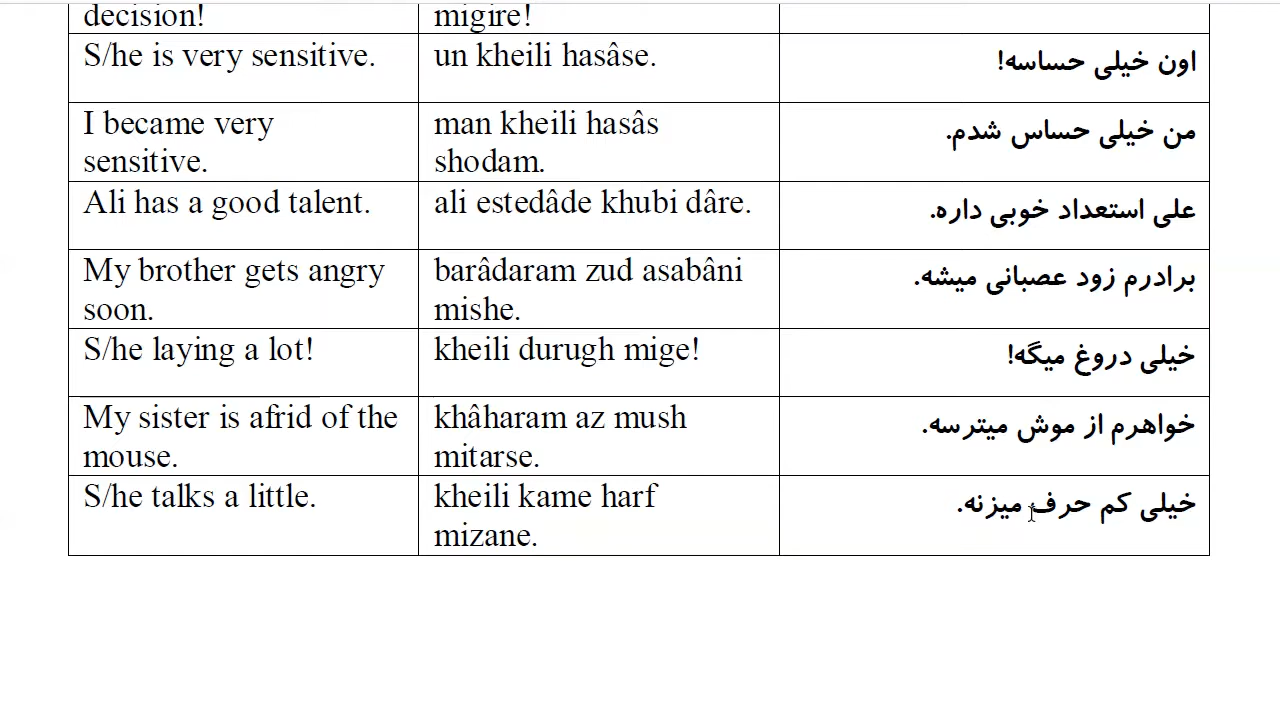 decision!
migire!
S/he is very sensitive.
un kheili hasâse.
اون خیلی حساسه!
I became very
sensitive.
man kheili hasâs
shodam.
من خیلی حساس شدم.
Ali has a good talent.
ali estedâde khubi dâre.
علی استعداد خوبی داره.
My brother gets angry
soon.
barâdaram zud asabâni
mishe.
برادرم زود عصبانی میشه.
S/he laying a lot!
kheili durugh mige!
خیلی دروغ میگه!
My sister is afrid of the
mouse.
khâharam az mush
mitarse.
خواهرم از موش میترسه.
S/he talks a little.
kheili kame harf
mizane.
خیلی کم حرف میزنه.